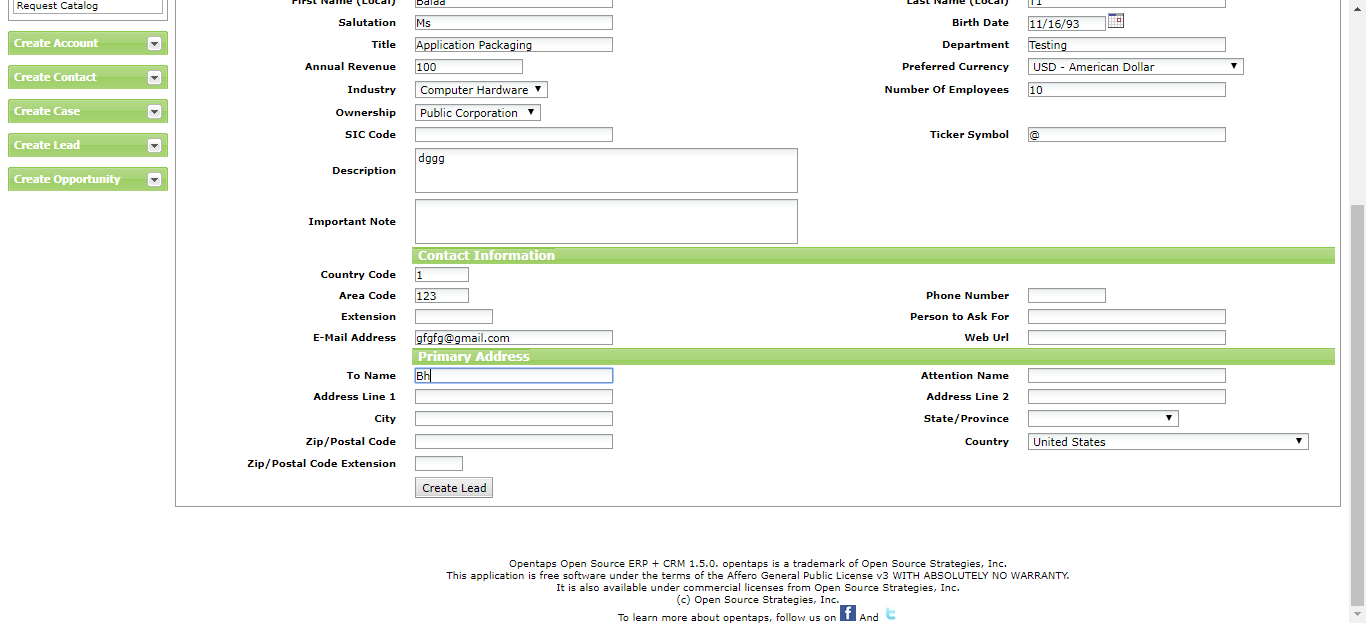 Request Catalog
Create Account
Create Contact
Create Case
Create Lead
Create Opportunity
First Name (Local) Balaa Last Name (Local)
Salutation Ms Birth Date 11/16/93
Title Application Packaging Department Testing
Annual Revenue 100 Preferred Currency USD - American Dollar
Industry Computer Hardware Number Of Employees 10
Ownership Public Corporation
SIC Code Ticker Symbol @
Description dggg
Important Note
Contact Information
Country Code 1
Area Code 123 Phone Number
Extension Person to Ask For
E-Mail Address gfgfg@gmail.com Web Url
Primary Address
To Name Bh Attention Name
Address Line 1 Address Line 2
City State/Province
Zip/Postal Code Country United States
Zip/Postal Code Extension
Create Lead
Opentaps Open Source ERP + CRM 1.5.0. opentaps is a trademark of Open Source Strategies, Inc.
This application is free software under the terms of the Affero General Public License v3 WITH ABSOLUTELY NO WARRANTY.
It is also available under commercial licenses from Open Source Strategies, Inc.
(c) Open Source Strategies, Inc.
To learn more about opentaps, follow us on f And t